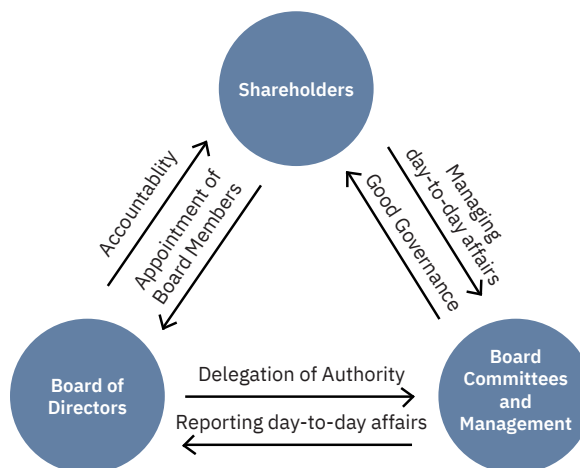 Shareholders
Accountablity
Appointment of
Board Members
Good Governance
Managing
day-to-day affairs
Board of
Directors
Delegation of Authority
Reporting day-to-day affairs
Board
Committees
and
Management